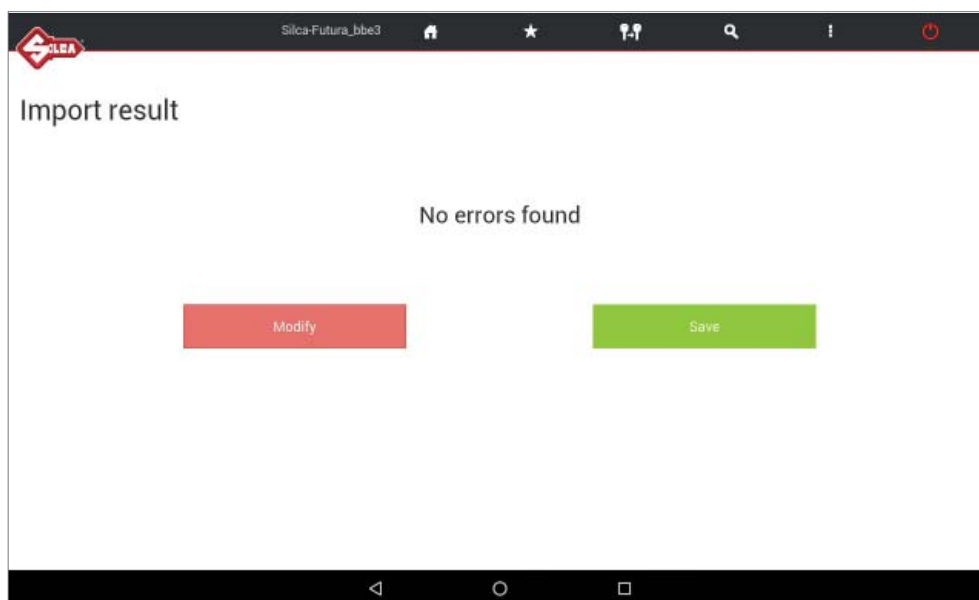 SILCA
Silca-Futura_bbe3
Import result
No errors found
Modify
Save